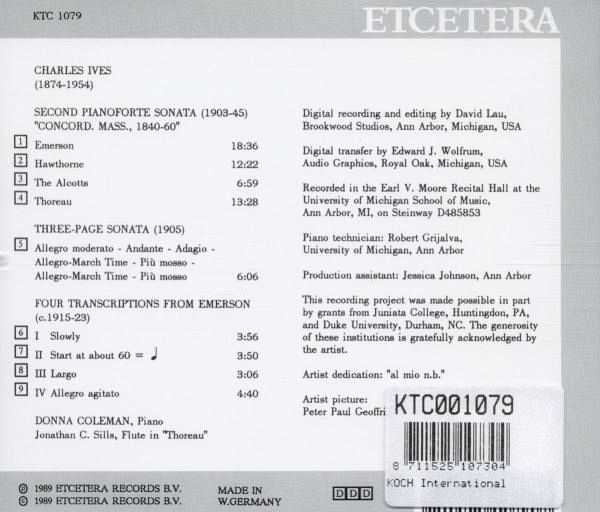 KTC 1079
ETCETERA
CHARLES IVES
(1874-1954)
SECOND PIANOFORTE SONATA (1903-45)
"CONCORD. MASS., 1840-60"
1 Emerson 18:36
2 Hawthorne 12:22
3 The Alcotts 6:59
4 Thoreau 13:28
THREE-PAGE SONATA (1905)
5 Allegro moderato - Andante - Adagio -
Allegro-March Time - Più mosso -
Allegro-March Time - Più mosso 6:06
FOUR TRANSCRIPTIONS FROM EMERSON
(c.1915-23)
6 I Slowly 3:56
7 II Start at about 60 = ♩ 3:50
8 III Largo 3:06
9 IV Allegro agitato 4:40
DONNA COLEMAN, Piano
Jonathan C. Sills, Flute in "Thoreau"
Digital recording and editing by David Lau,
Brookwood Studios, Ann Arbor, Michigan, USA
Digital transfer by Edward J. Wolfrum,
Audio Graphics, Royal Oak, Michigan, USA
Recorded in the Earl V. Moore Recital Hall at the
University of Michigan School of Music,
Ann Arbor, MI, on Steinway D485853
Piano technician: Robert Grijalva,
University of Michigan, Ann Arbor
Production assistant: Jessica Johnson, Ann Arbor
This recording project was made possible in part
by grants from Juniata College, Huntingdon, PA,
and Duke University, Durham, NC. The generosity
of these institutions is gratefully acknowledged by
the artist.
Artist dedication: "al mio n.b."
Artist picture:
Peter Paul Geoffri
KTC001079
8 711525 107304
KOCH International
℗ 1989 ETCETERA RECORDS B.V.
© 1989 ETCETERA RECORDS B.V.
MADE IN
W.GERMANY
DDD